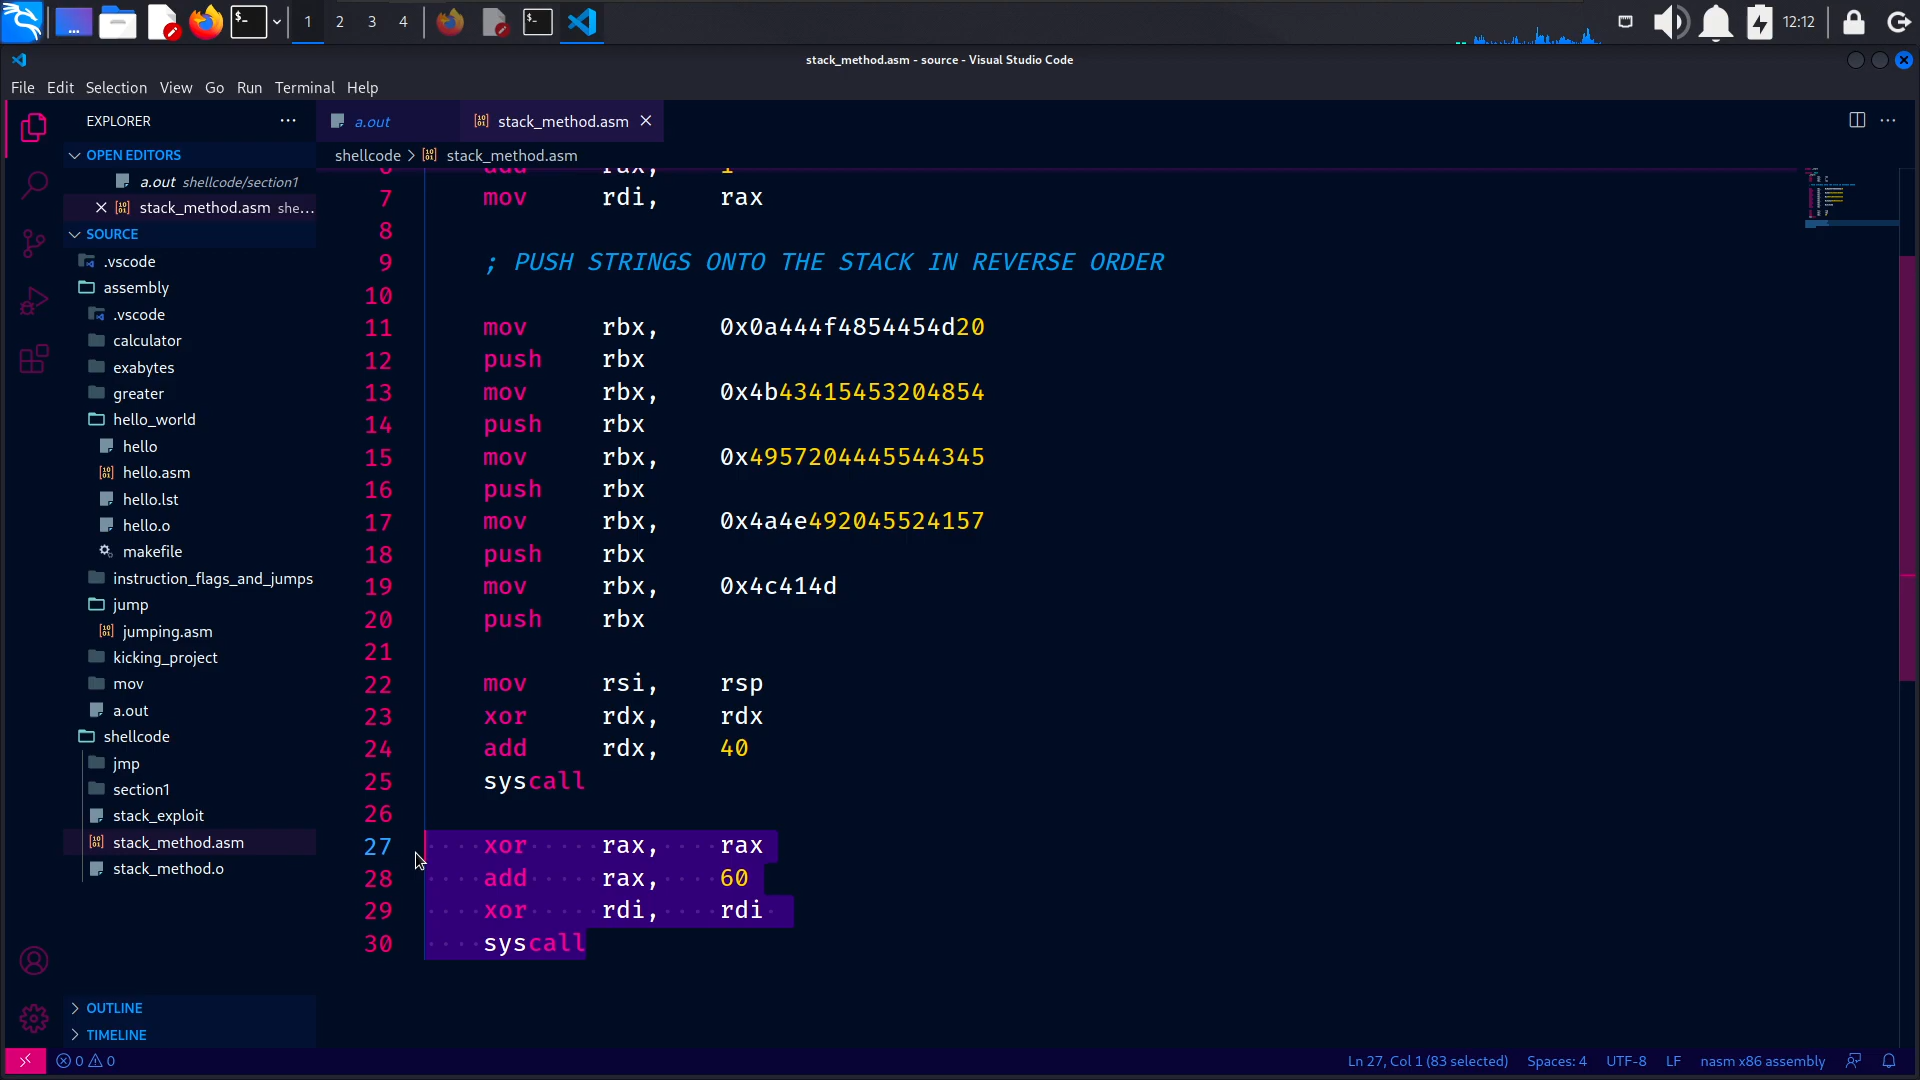 1 2 3 4 12:12
stack_method.asm - source - Visual Studio Code
File Edit Selection View Go Run Terminal Help
EXPLORER
OPEN EDITORS
a.out shellcode/section1
stack_method.asm she...
SOURCE
.vscode
assembly
.vscode
calculator
exabytes
greater
hello_world
hello
hello.asm
hello.lst
hello.o
makefile
instruction_flags_and_jumps
jump
jumping.asm
kicking_project
mov
a.out
shellcode
jmp
section1
stack_exploit
stack_method.asm
stack_method.o
OUTLINE
TIMELINE
a.out stack_method.asm
shellcode > stack_method.asm
6 add rax, 1
7 mov rdi, rax
8
9 ; PUSH STRINGS ONTO THE STACK IN REVERSE ORDER
10
11 mov rbx, 0x0a444f4854454d20
12 push rbx
13 mov rbx, 0x4b43415453204854
14 push rbx
15 mov rbx, 0x4957204445544345
16 push rbx
17 mov rbx, 0x4a4e492045524157
18 push rbx
19 mov rbx, 0x4c414d
20 push rbx
21
22 mov rsi, rsp
23 xor rdx, rdx
24 add rdx, 40
25 syscall
26
27 xor rax, rax
28 add rax, 60
29 xor rdi, rdi
30 syscall
0 0 Ln 27, Col 1 (83 selected) Spaces: 4 UTF-8 LF nasm x86 assembly